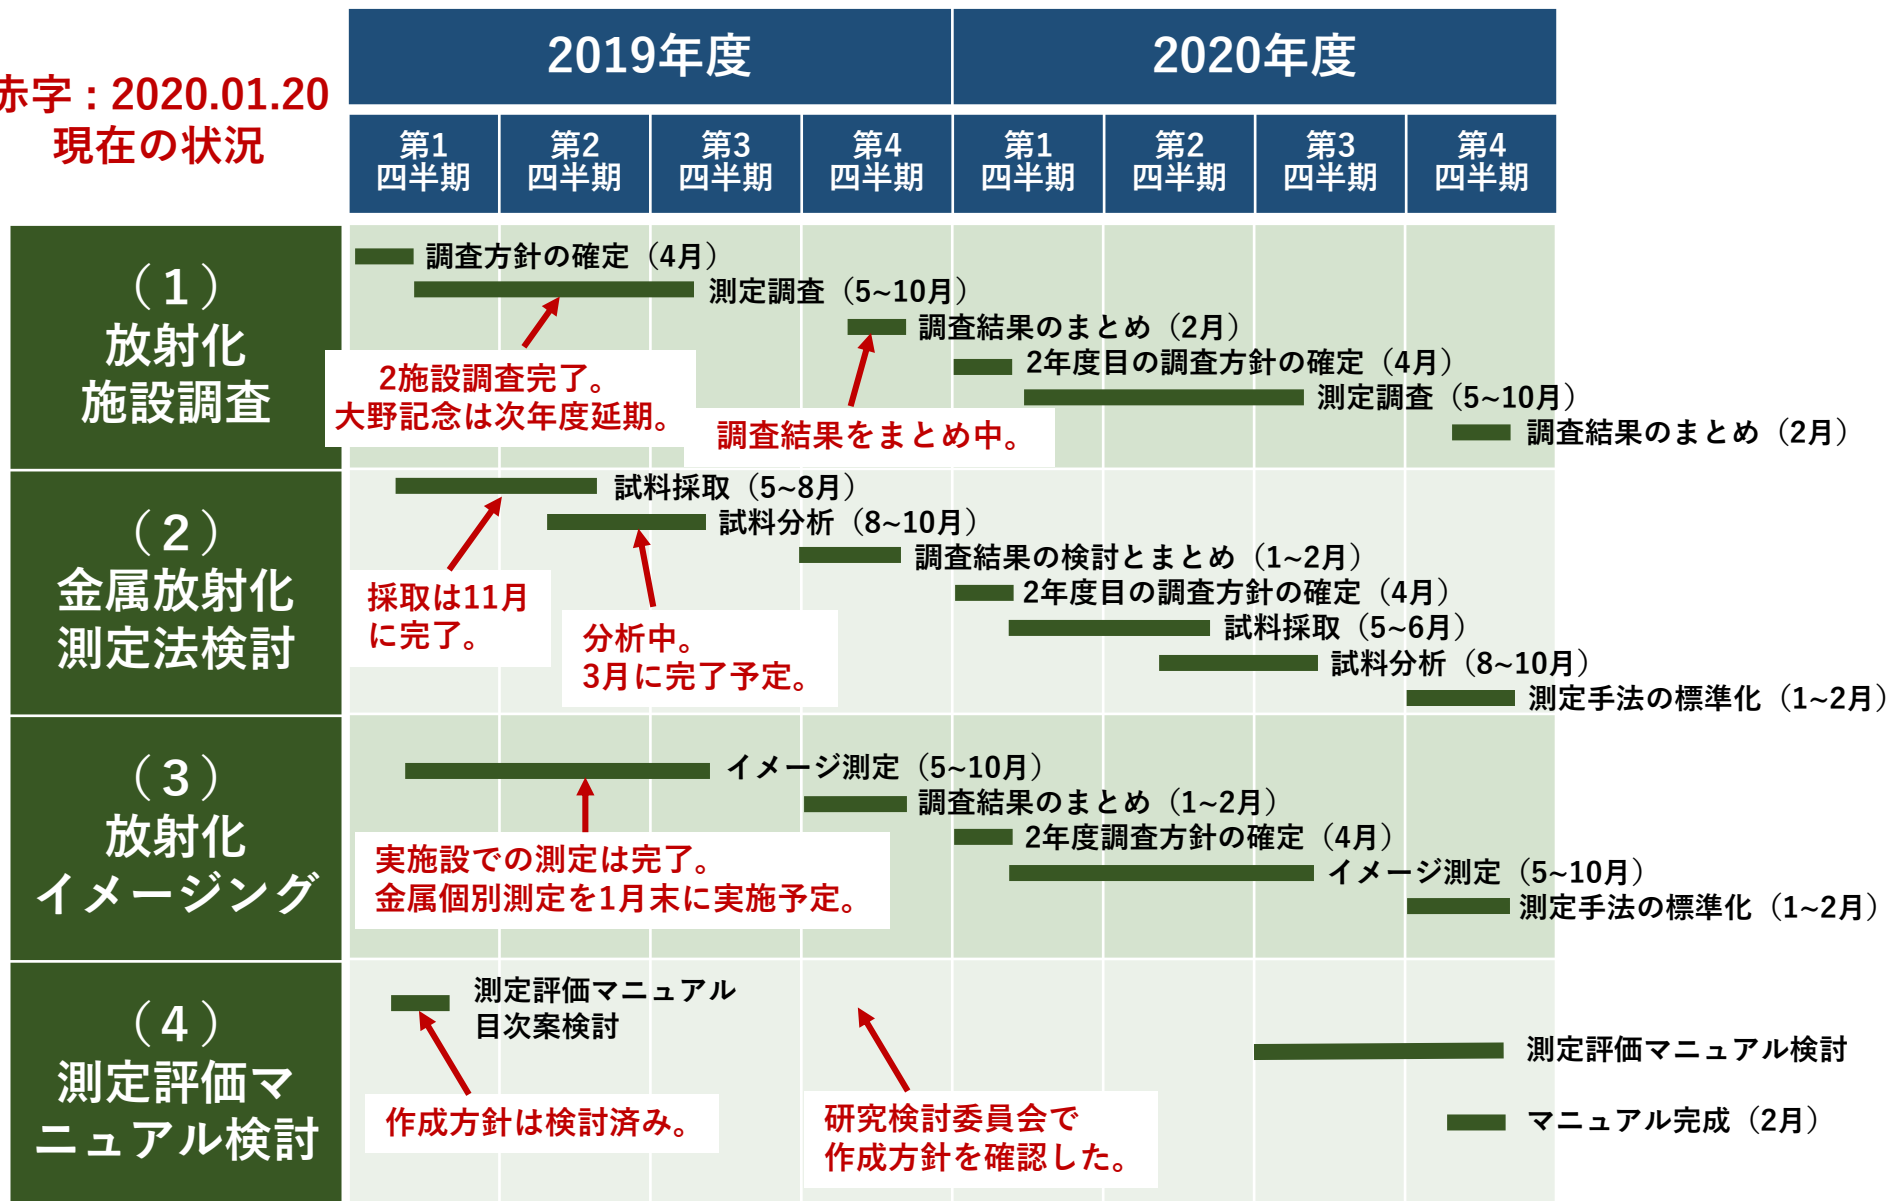 赤字：2020.01.20
現在の状況
2019年度
2020年度
第1
四半期
第2
四半期
第3
四半期
第4
四半期
第1
四半期
第2
四半期
第3
四半期
第4
四半期
（1）
放射化
施設調査
調査方針の確定（4月）
測定調査（5~10月）
調査結果のまとめ（2月）
2年度目の調査方針の確定（4月）
測定調査（5~10月）
調査結果のまとめ（2月）
2施設調査完了。
大野記念は次年度延期。
調査結果をまとめ中。
（2）
金属放射化
測定法検討
試料採取（5~8月）
試料分析（8~10月）
調査結果の検討とまとめ（1~2月）
2年度目の調査方針の確定（4月）
試料採取（5~6月）
試料分析（8~10月）
測定手法の標準化（1~2月）
採取は11月
に完了。
分析中。
3月に完了予定。
（3）
放射化
イメージング
イメージ測定（5~10月）
調査結果のまとめ（1~2月）
2年度調査方針の確定（4月）
イメージ測定（5~10月）
測定手法の標準化（1~2月）
実施設での測定は完了。
金属個別測定を1月末に実施予定。
（4）
測定評価マ
ニュアル検討
測定評価マニュアル
目次案検討
測定評価マニュアル検討
マニュアル完成（2月）
作成方針は検討済み。
研究検討委員会で
作成方針を確認した。